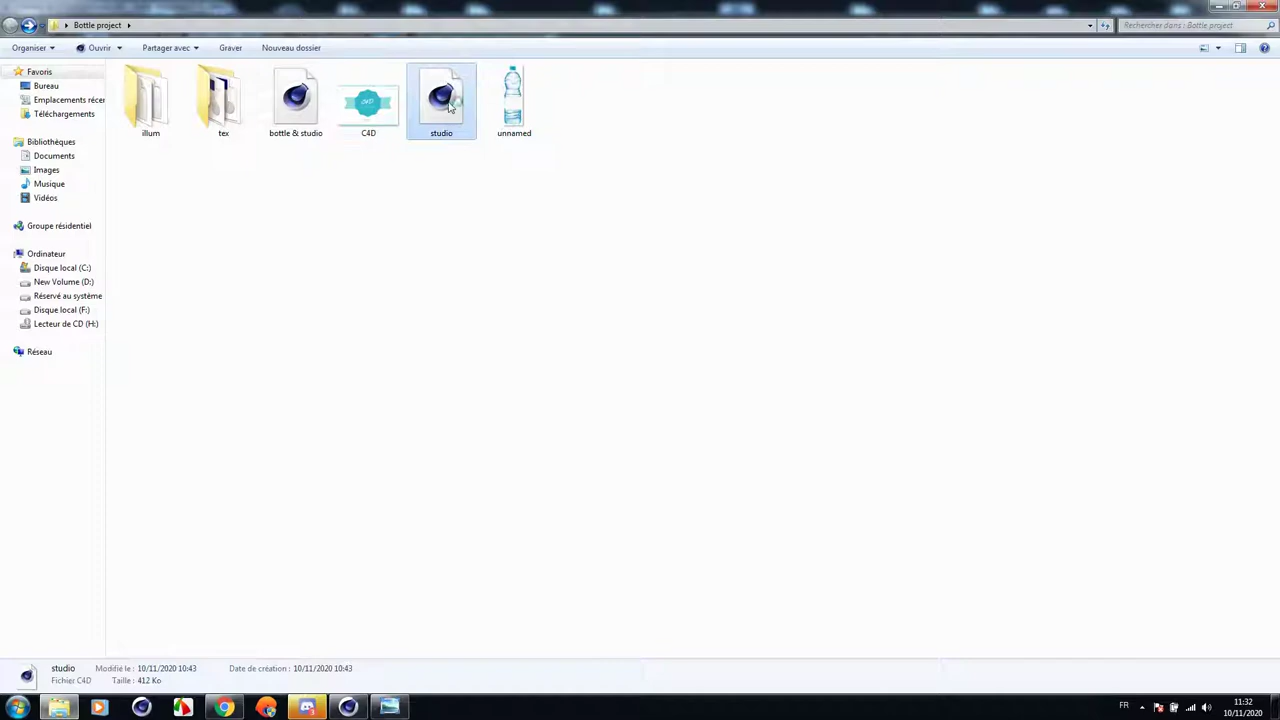 Bottle project
Rechercher dans : Bottle project
Organiser
Ouvrir
Partager avec
Graver
Nouveau dossier
Favoris
Bureau
Emplacements récer
Téléchargements
Bibliothèques
Documents
Images
Musique
Vidéos
Groupe résidentiel
Ordinateur
Disque local (C:)
New Volume (D:)
Réservé au système
Disque local (F:)
Lecteur de CD (H:)
Réseau
illum
tex
bottle & studio
C4D
C4D
studio
unnamed
studio
Modifié le : 10/11/2020 10:43
Date de création : 10/11/2020 10:43
Fichier C4D
Taille : 412 Ko
FR
11:32
10/11/2020